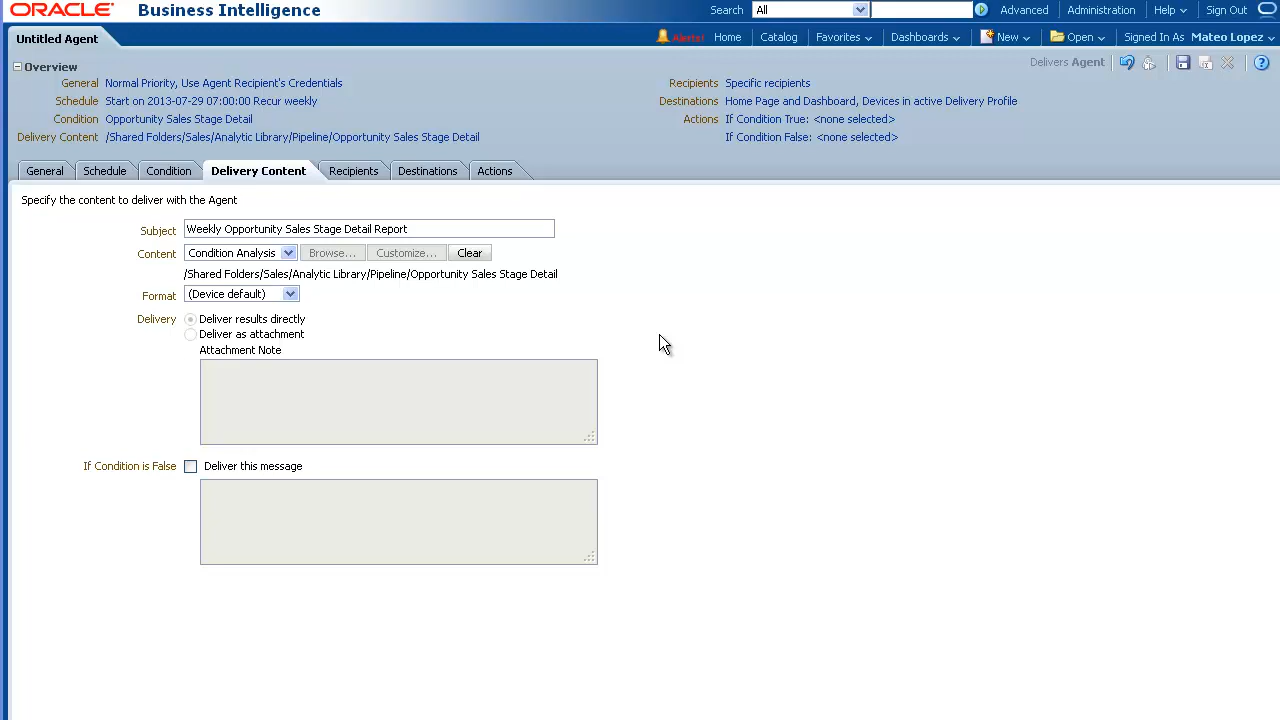 ORACLE Business Intelligence
Search All Advanced Administration Help Sign Out
Untitled Agent
Alerts! Home Catalog Favorites Dashboards New Open Signed In As Mateo Lopez
Overview
Delivers Agent
General Normal Priority, Use Agent Recipient's Credentials
Recipients Specific recipients
Schedule Start on 2013-07-29 07:00:00 Recur weekly
Destinations Home Page and Dashboard, Devices in active Delivery Profile
Condition Opportunity Sales Stage Detail
Actions If Condition True: <none selected>
Delivery Content /Shared Folders/Sales/Analytic Library/Pipeline/Opportunity Sales Stage Detail
If Condition False: <none selected>
General Schedule Condition Delivery Content Recipients Destinations Actions
Specify the content to deliver with the Agent
Subject Weekly Opportunity Sales Stage Detail Report
Content Condition Analysis Browse... Customize... Clear
/Shared Folders/Sales/Analytic Library/Pipeline/Opportunity Sales Stage Detail
Format (Device default)
Delivery Deliver results directly
Deliver as attachment
Attachment Note
If Condition is False Deliver this message